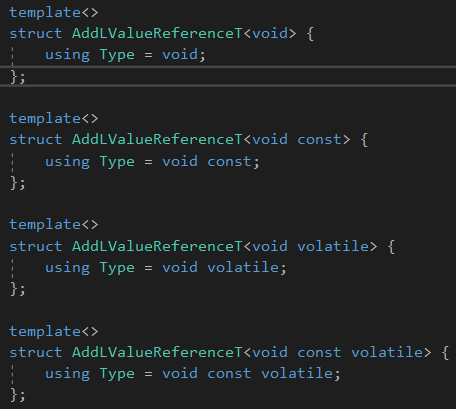 template<>
struct AddLValueReferenceT<void> {
    using Type = void;
};
template<>
struct AddLValueReferenceT<void const> {
    using Type = void const;
};
template<>
struct AddLValueReferenceT<void volatile> {
    using Type = void volatile;
};
template<>
struct AddLValueReferenceT<void const volatile> {
    using Type = void const volatile;
};